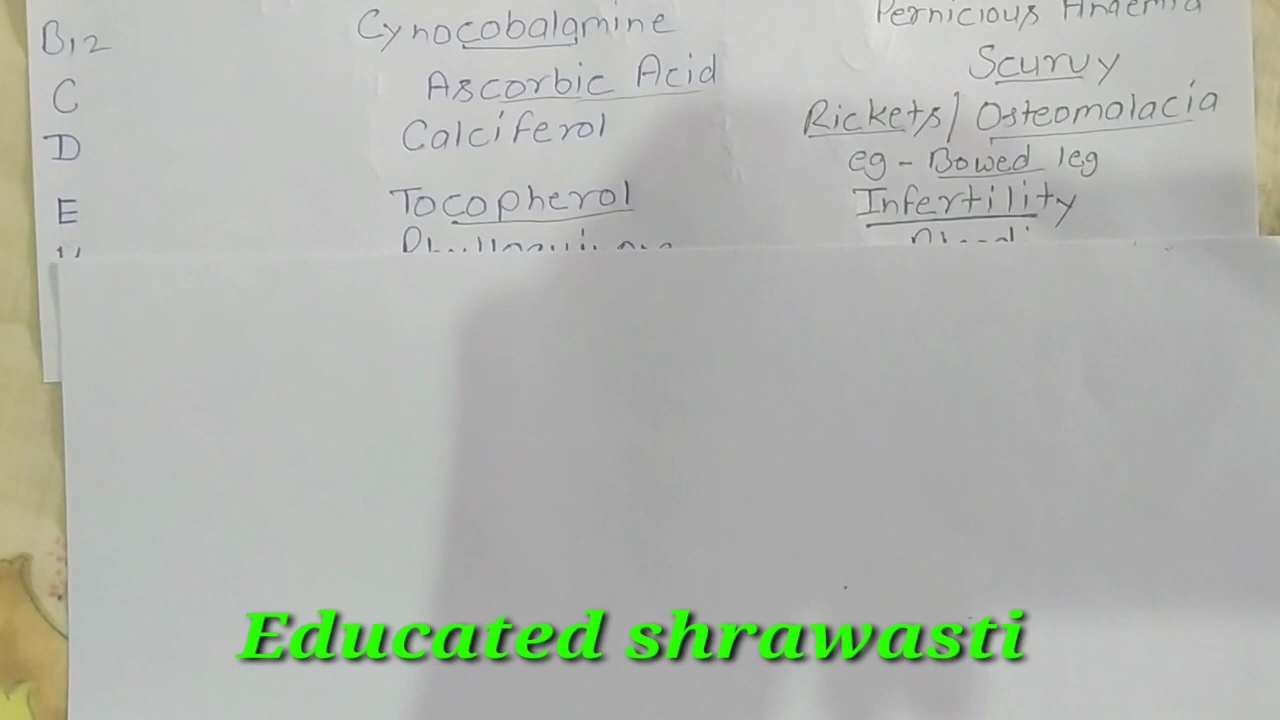 B12 Cynocobalamine Pernicious Anaemia
C Ascorbic Acid Scurvy
D Calciferol Rickets/Osteomalacia
eg - Bowed leg
E Tocopherol Infertility
Educated shrawasti